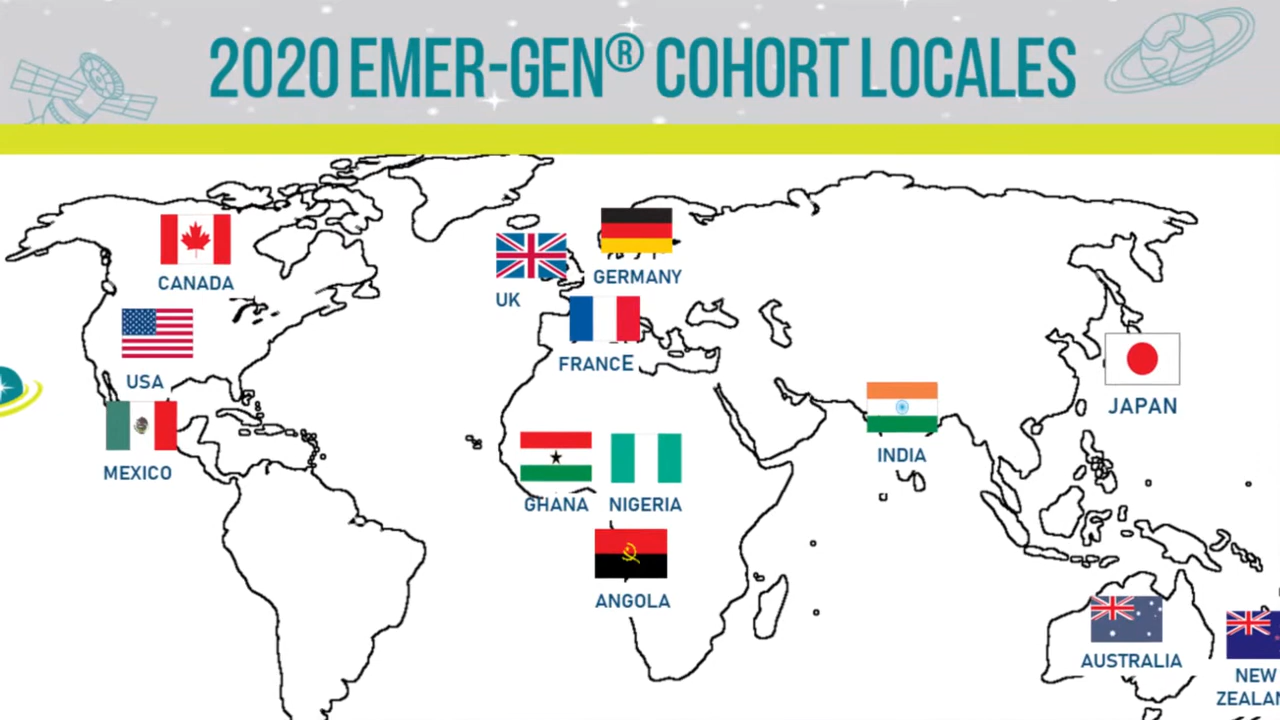 2020 EMER-GEN® COHORT LOCALES
CANADA
GERMANY
UK
FRANCE
USA
JAPAN
INDIA
MEXICO
GHANA
NIGERIA
ANGOLA
AUSTRALIA
NEW